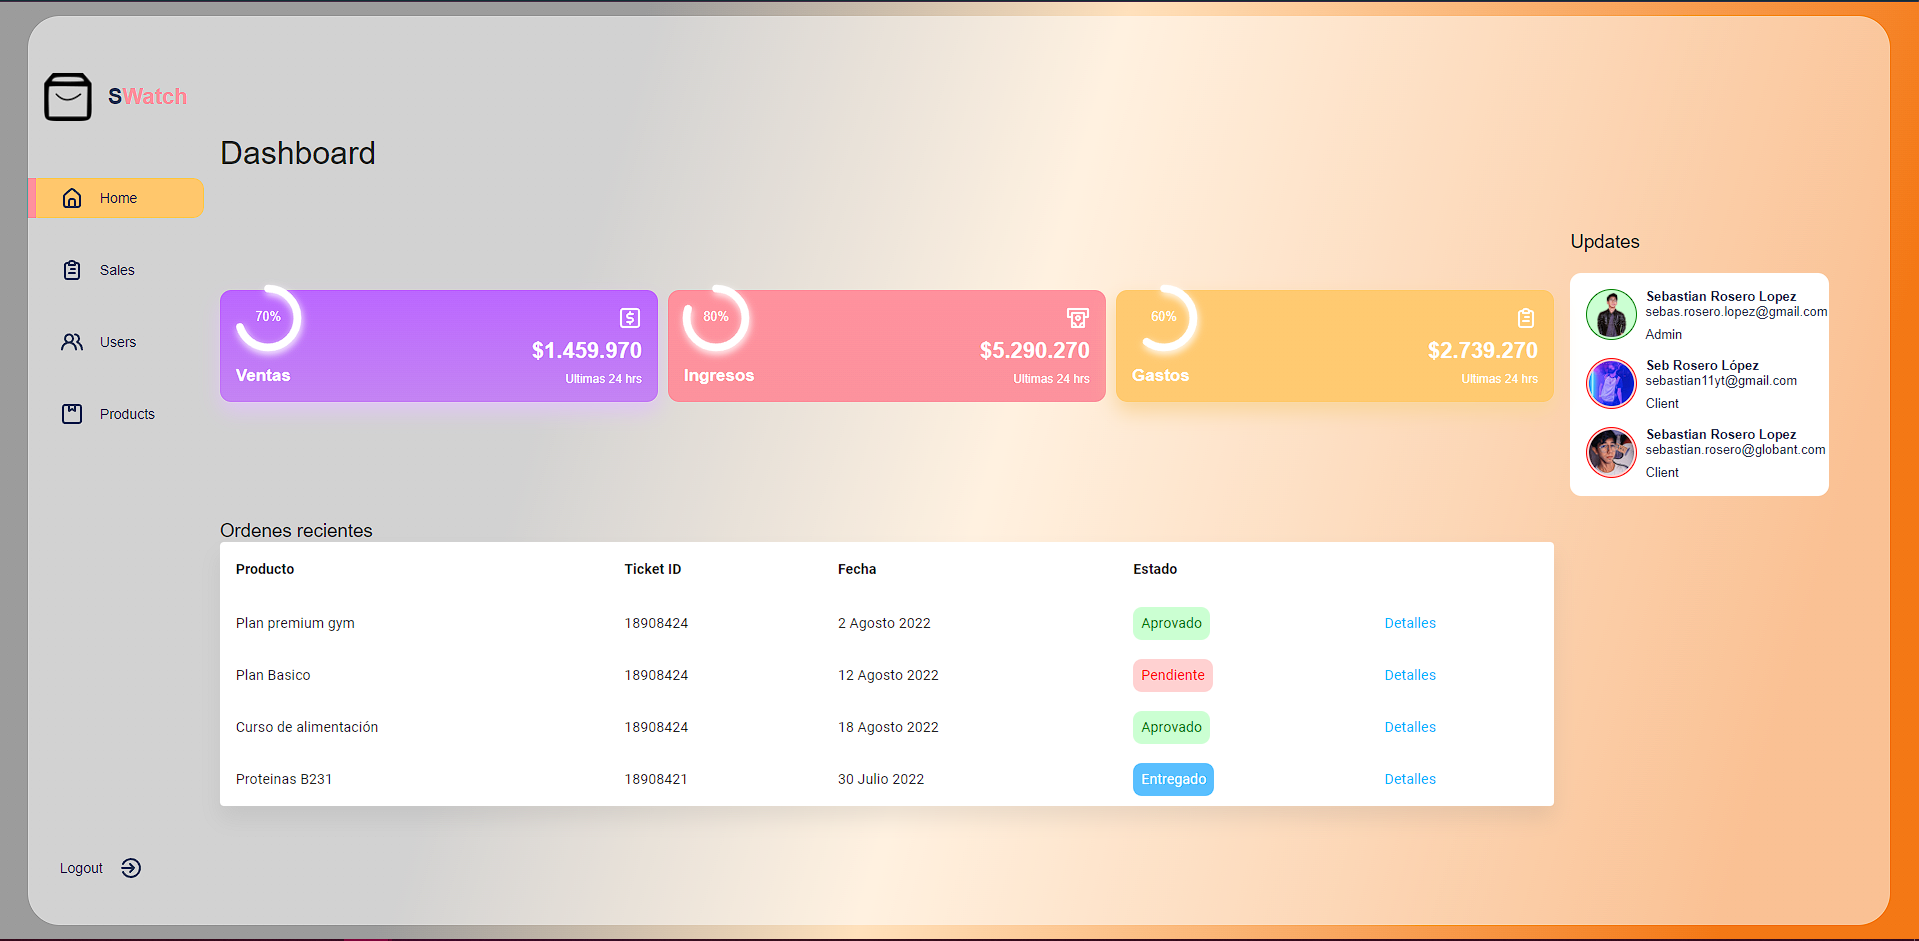 SWatch
Dashboard
Home
Sales
Users
Products
Logout
70%
$1.459.970
Ventas
Ultimas 24 hrs
80%
$5.290.270
Ingresos
Ultimas 24 hrs
60%
$2.739.270
Gastos
Ultimas 24 hrs
Updates
Sebastian Rosero Lopez
sebas.rosero.lopez@gmail.com
Admin
Seb Rosero López
sebastian11yt@gmail.com
Client
Sebastian Rosero Lopez
sebastian.rosero@globant.com
Client
Ordenes recientes
Producto Ticket ID Fecha Estado
Plan premium gym 18908424 2 Agosto 2022 Aprovado Detalles
Plan Basico 18908424 12 Agosto 2022 Pendiente Detalles
Curso de alimentación 18908424 18 Agosto 2022 Aprovado Detalles
Proteinas B231 18908421 30 Julio 2022 Entregado Detalles